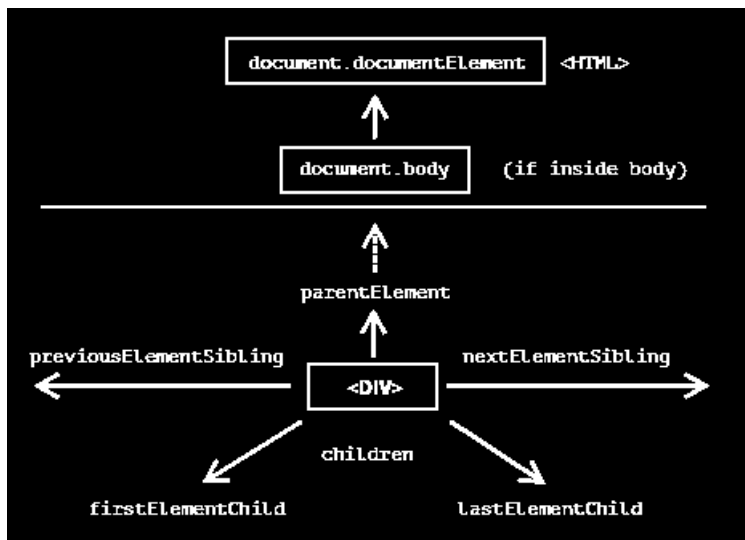 document.documentElement <HTML>
document.body (if inside body)
parentElement
previousElementSibling nextElementSibling
<DIV>
children
firstElementChild lastElementChild